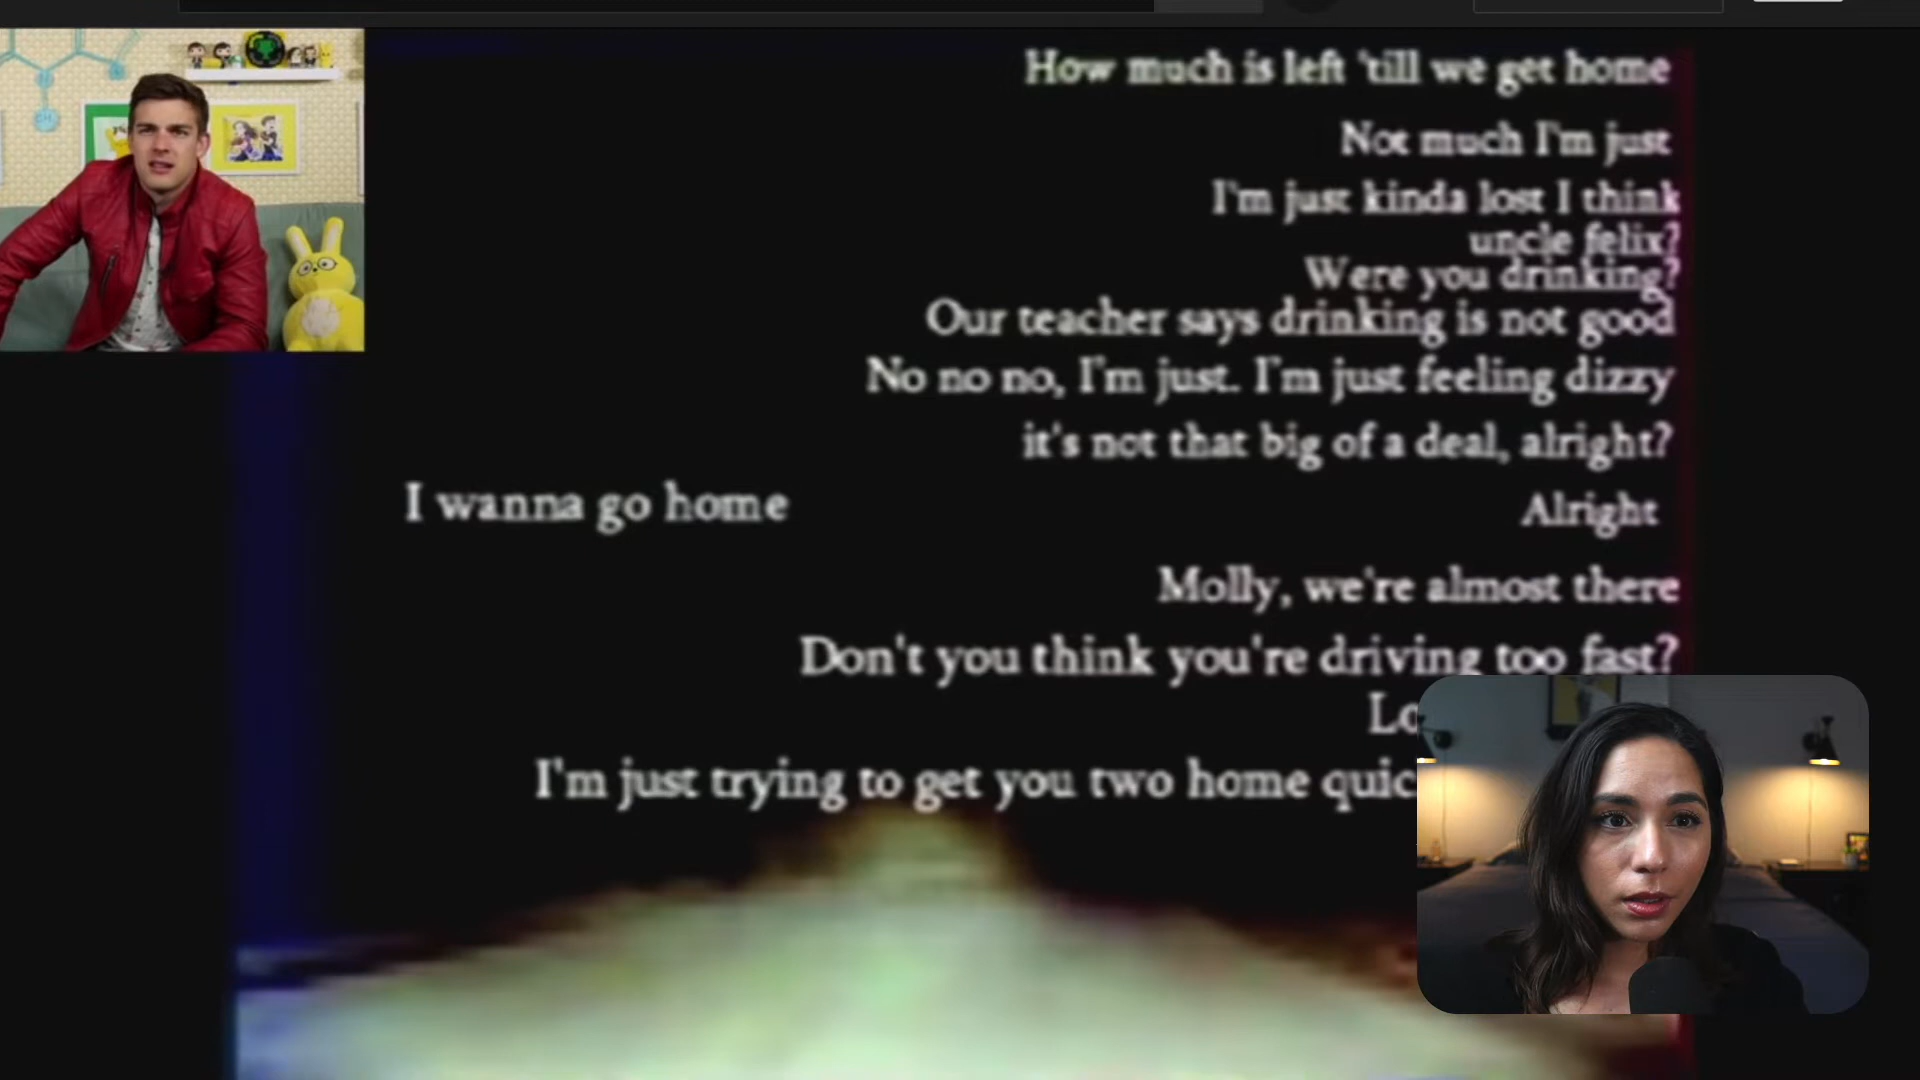 How much is left 'till we get home
Not much I'm just
I'm just kinda lost I think
uncle felix?
Were you drinking?
Our teacher says drinking is not good
No no no, I'm just. I'm just feeling dizzy
it's not that big of a deal, alright?
I wanna go home
Alright
Molly, we're almost there
Don't you think you're driving too fast?
I'm just trying to get you two home